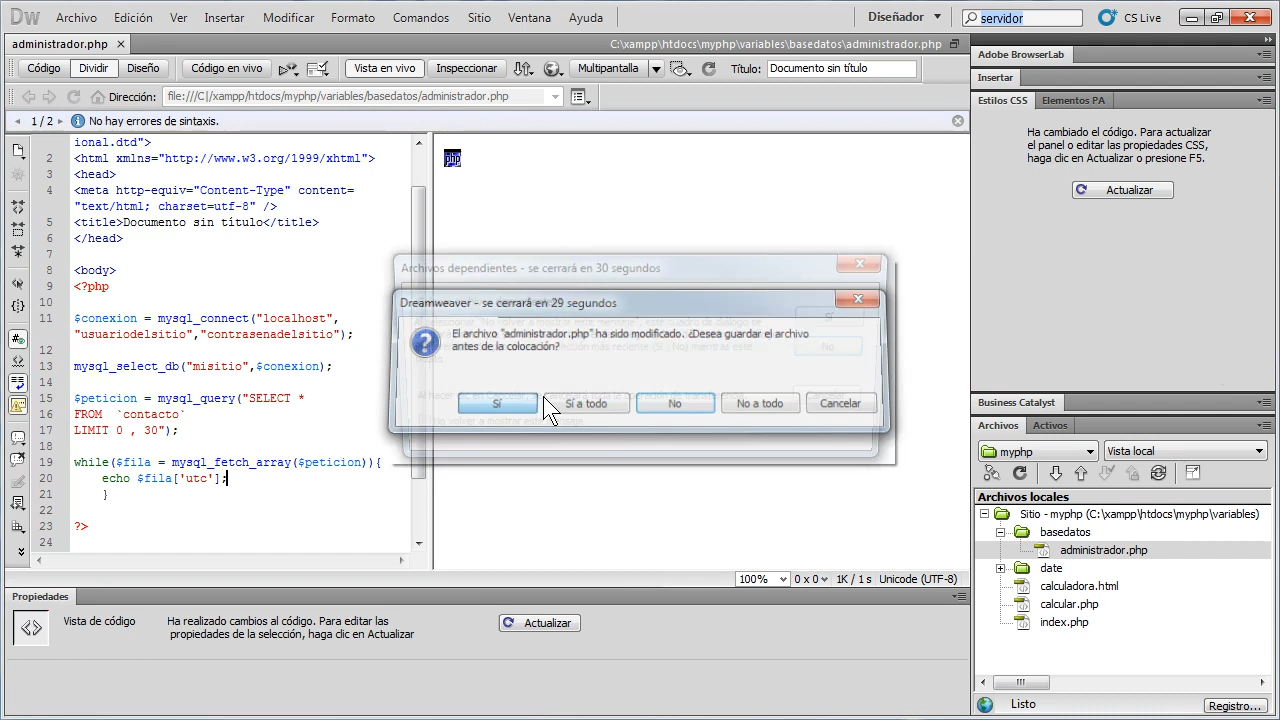 Dw Archivo Edición Ver Insertar Modificar Formato Comandos Sitio Ventana Ayuda Diseñador servidor CS Live
administrador.php C:\xampp\htdocs\myphp\variables\basedatos\administrador.php
Código Dividir Diseño Código en vivo Vista en vivo Inspeccionar Multipantalla Título: Documento sin título
Dirección: file:///C|/xampp/htdocs/myphp/variables/basedatos/administrador.php
1 / 2 No hay errores de sintaxis.
ional.dtd">
2 <html xmlns="http://www.w3.org/1999/xhtml">
3 <head>
4 <meta http-equiv="Content-Type" content=
"text/html; charset=utf-8" />
5 <title>Documento sin título</title>
6 </head>
7
8 <body>
9 <?php
10
11 $conexion = mysql_connect("localhost",
"usuariodelsitio","contrasenadelsitio");
12
13 mysql_select_db("misitio",$conexion);
14
15 $peticion = mysql_query("SELECT *
16 FROM `contacto`
17 LIMIT 0 , 30");
18
19 while($fila = mysql_fetch_array($peticion)){
20 echo $fila['utc'];
21 }
22
23 ?>
24
php
Archivos dependientes - se cerrará en 30 segundos
Dreamweaver - se cerrará en 29 segundos
El archivo "administrador.php" ha sido modificado. ¿Desea guardar el archivo
antes de la colocación?
Sí Sí a todo No No a todo Cancelar
100% 0 x 0 1K / 1 s Unicode (UTF-8)
Propiedades
Vista de código
Ha realizado cambios al código. Para editar las
propiedades de la selección, haga clic en Actualizar
Actualizar
Adobe BrowserLab
Insertar
Estilos CSS Elementos PA
Ha cambiado el código. Para actualizar
el panel o editar las propiedades CSS,
haga clic en Actualizar o presione F5.
Actualizar
Business Catalyst
Archivos Activos
myphp Vista local
Archivos locales
Sitio - myphp (C:\xampp\htdocs\myphp\variables)
basedatos
administrador.php
date
calculadora.html
calcular.php
index.php
Listo Registro...